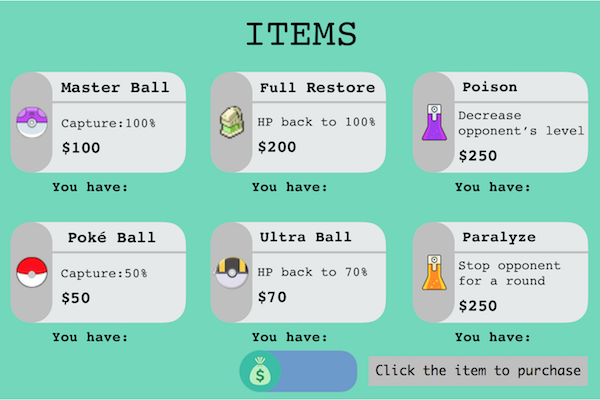 ITEMS
Master Ball
Capture:100%
$100
You have:
Full Restore
HP back to 100%
$200
You have:
Poison
Decrease
opponent's level
$250
You have:
Poké Ball
Capture:50%
$50
You have:
Ultra Ball
HP back to 70%
$70
You have:
Paralyze
Stop opponent
for a round
$250
You have:
$
Click the item to purchase